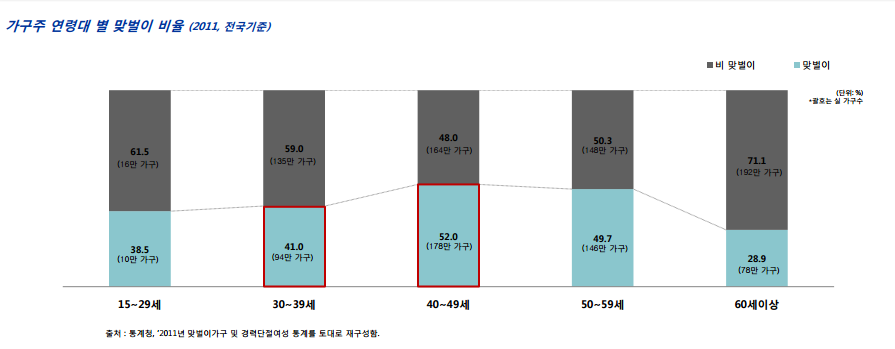 가구주 연령대 별 맞벌이 비율 (2011, 전국기준)
비 맞벌이 맞벌이
(단위: %)
*괄호는 실 가구수
61.5 59.0 48.0 50.3 71.1
(16만 가구) (135만 가구) (164만 가구) (148만 가구) (192만 가구)
38.5 41.0 52.0 49.7 28.9
(10만 가구) (94만 가구) (178만 가구) (146만 가구) (78만 가구)
15~29세 30~39세 40~49세 50~59세 60세이상
출처 : 통계청, '2011년 맞벌이가구 및 경력단절여성 통계를 토대로 재구성함.